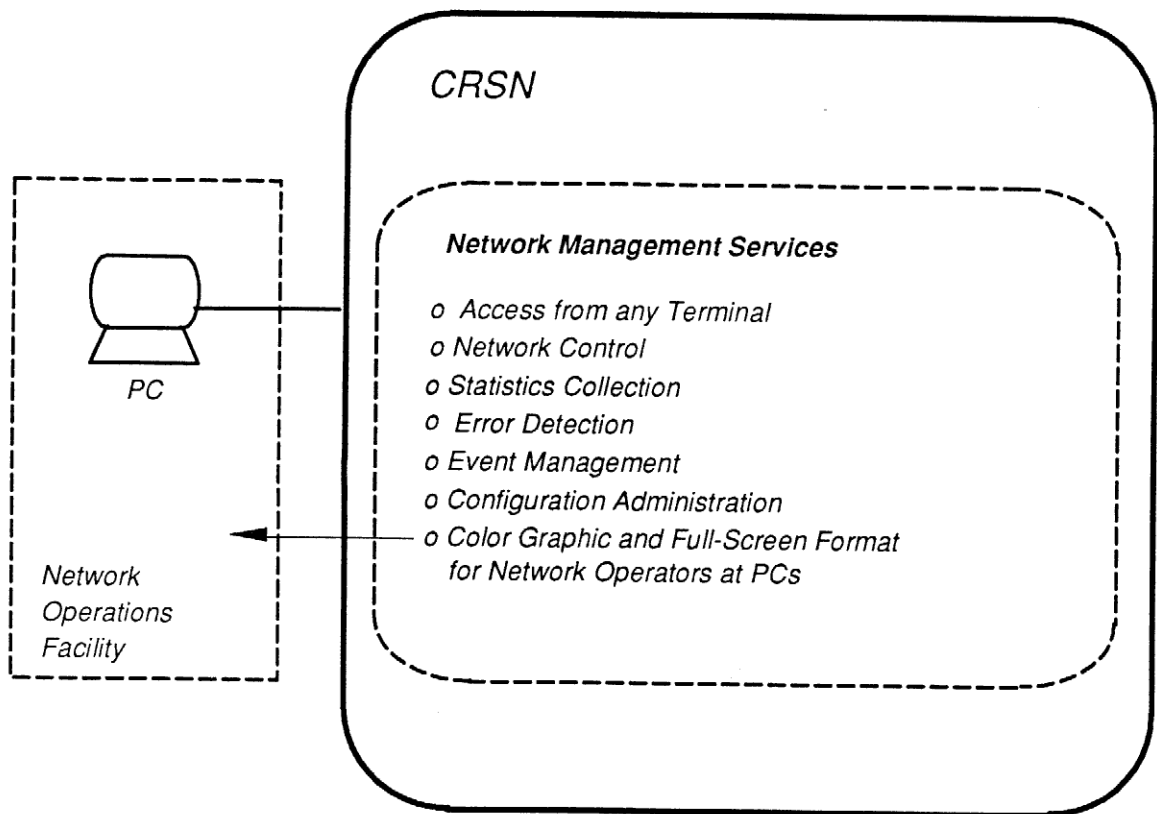 CRSN
Network Management Services
o Access from any Terminal
o Network Control
o Statistics Collection
o Error Detection
o Event Management
o Configuration Administration
o Color Graphic and Full-Screen Format
for Network Operators at PCs
PC
Network
Operations
Facility